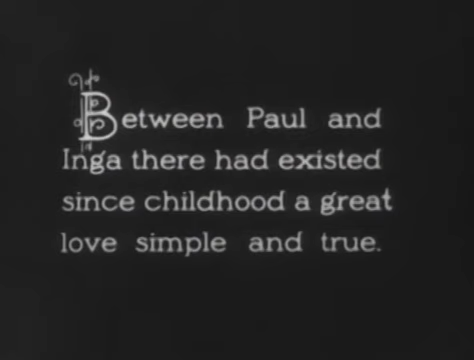 Between Paul and
Inga there had existed
since childhood a great
love simple and true.